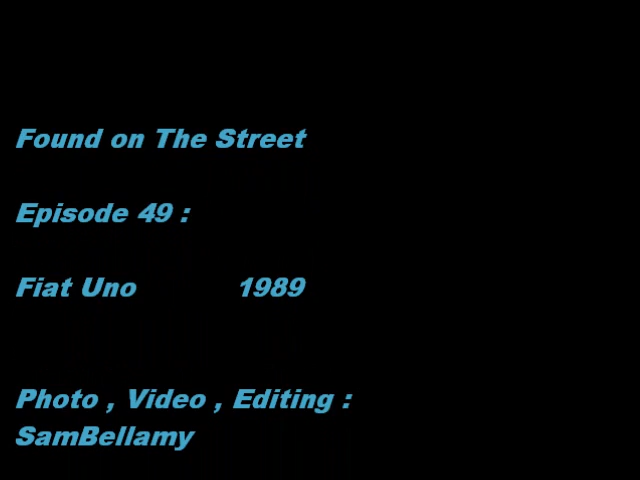 Found on The Street
Episode 49 :
Fiat Uno 1989
Photo , Video , Editing :
SamBellamy